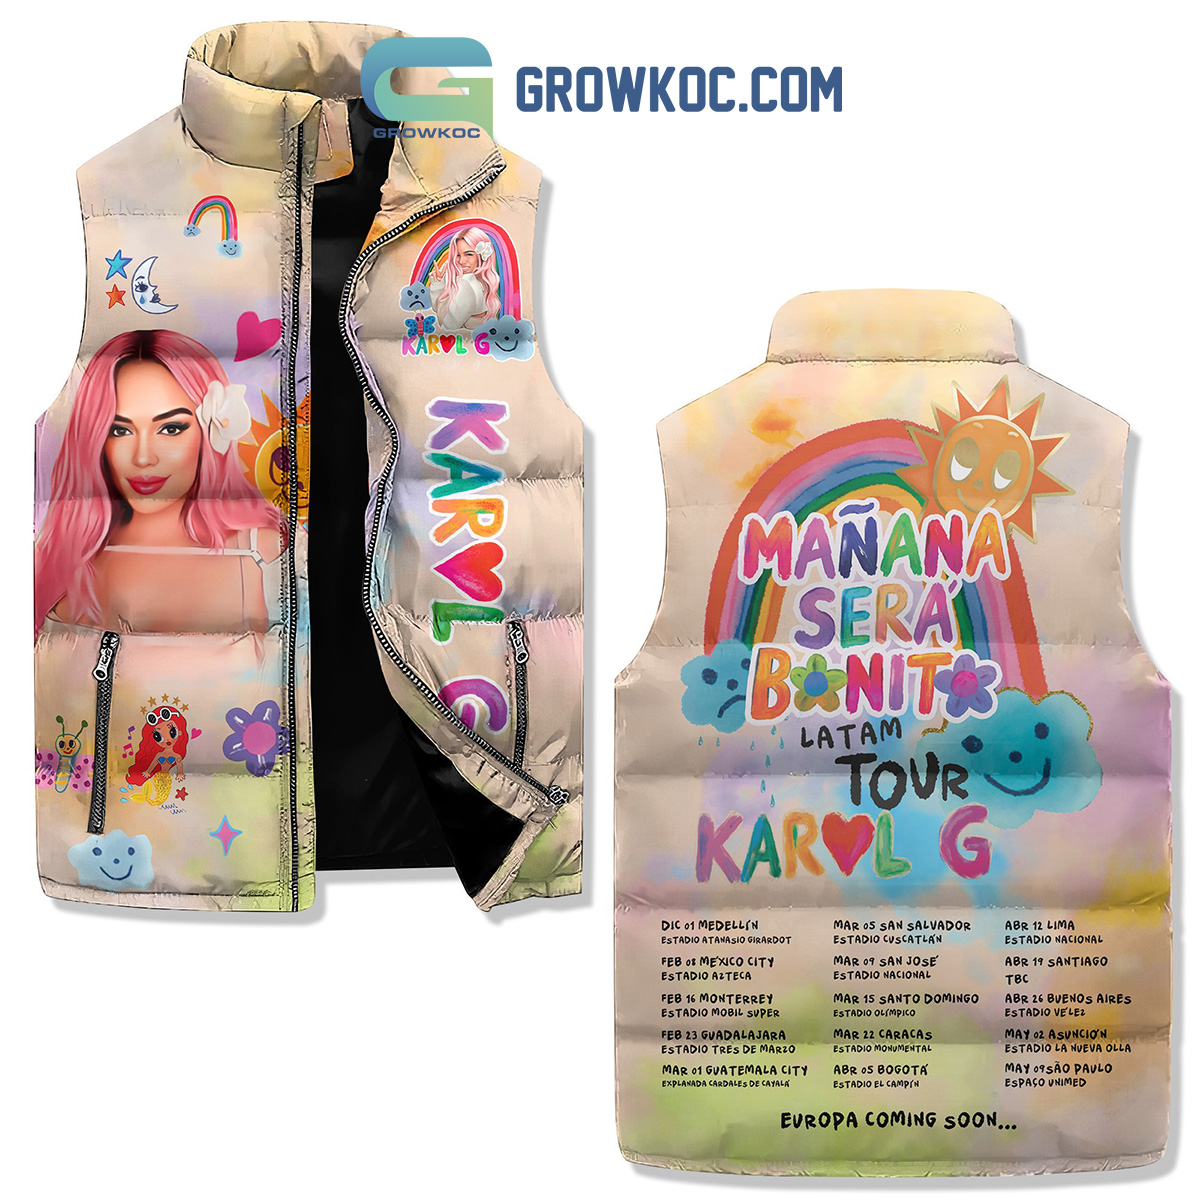 GROWKOC.COM
GROWKOC
KAROL G
KAROL G
MAÑANA
SERÁ
BONITO
LATAM
TOUR
KAROL G
DIC 01 MEDELLÍN
ESTADIO ATANASIO GIRARDOT
FEB 08 MÉXICO CITY
ESTADIO AZTECA
FEB 16 MONTERREY
ESTADIO MOBIL SUPER
FEB 23 GUADALAJARA
ESTADIO TRES DE MARZO
MAR 01 GUATEMALA CITY
EXPLANADA CARDALES DE CAYALÁ
MAR 05 SAN SALVADOR
ESTADIO CUSCATLÁN
MAR 09 SAN JOSÉ
ESTADIO NACIONAL
MAR 15 SANTO DOMINGO
ESTADIO OLÍMPICO
MAR 22 CARACAS
ESTADIO MONUMENTAL
ABR 05 BOGOTÁ
ESTADIO EL CAMPÍN
ABR 12 LIMA
ESTADIO NACIONAL
ABR 19 SANTIAGO
TBC
ABR 26 BUENOS AIRES
ESTADIO VÉLEZ
MAY 02 ASUNCIÓN
ESTADIO LA NUEVA OLLA
MAY 09 SÃO PAULO
ESPAÇO UNIMED
EUROPA COMING SOON...